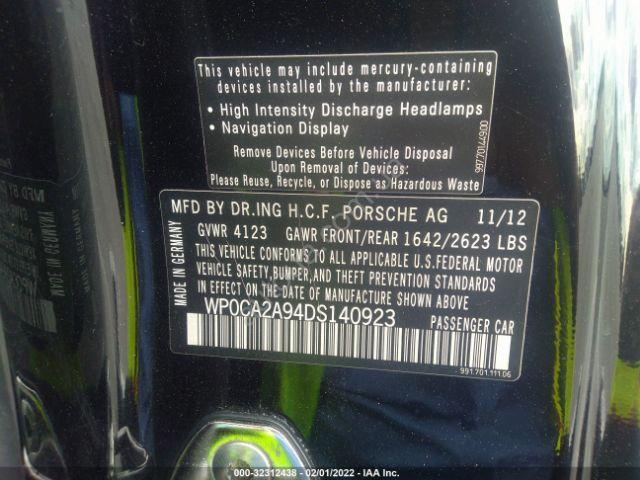 This vehicle may include mercury-containing
devices installed by the manufacturer:
• High Intensity Discharge Headlamps
• Navigation Display
Remove Devices Before Vehicle Disposal
Upon Removal of Devices:
Please Reuse, Recycle, or Dispose as Hazardous Waste
997.701.449.00
MFD BY DR.ING H.C.F. PORSCHE AG 11/12
GVWR 4123 GAWR FRONT/REAR 1642/2623 LBS
THIS VEHICLE CONFORMS TO ALL APPLICABLE U.S.FEDERAL MOTOR
VEHICLE SAFETY,BUMPER,AND THEFT PREVENTION STANDARDS
IN EFFECT ON THE DATE OF MANUFACTURE SHOWN ABOVE.
WP0CA2A94DS140923 PASSENGER CAR
MADE IN GERMANY
991.701.111.06
000-32312438 - 02/01/2022 - IAA Inc.